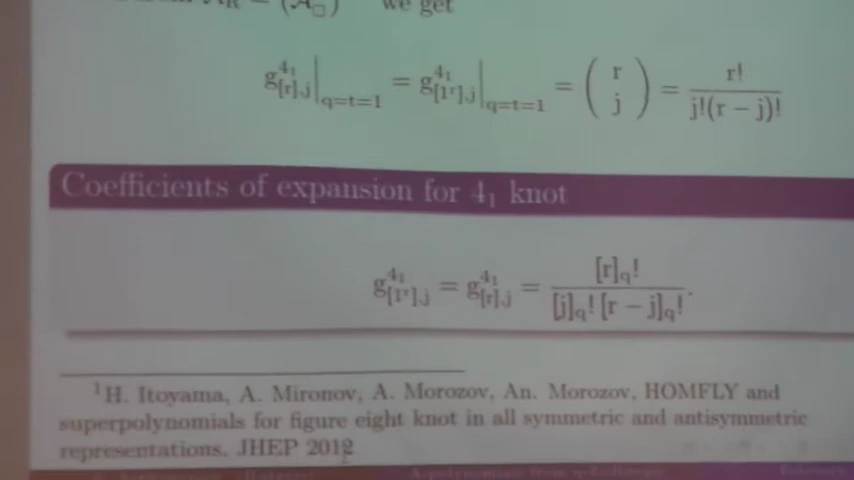 we get
g^{4_1}_{[r],j}|_{q=t=1} = g^{4_1}_{[1^r],j}|_{q=t=1} = ( r j ) = r! / j!(r − j)!
Coefficients of expansion for 4_1 knot
g^{4_1}_{[1^r],j} = g^{4_1}_{[r],j} = [r]_q! / [j]_q! [r − j]_q! .
¹H. Itoyama, A. Mironov, A. Morozov, An. Morozov, HOMFLY and
superpolynomials for figure eight knot in all symmetric and antisymmetric
representations. JHEP 2012